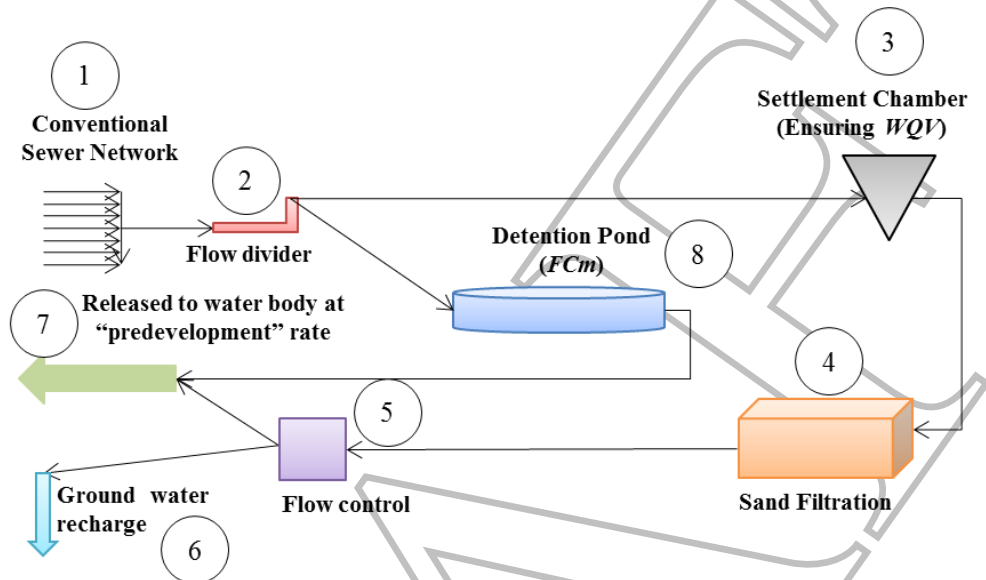 1
Conventional
Sewer Network
2
Flow divider
3
Settlement Chamber
(Ensuring WQV)
Detention Pond
(FCm)
8
7
Released to water body at
“predevelopment” rate
4
Sand Filtration
5
Flow control
Ground water
recharge
6